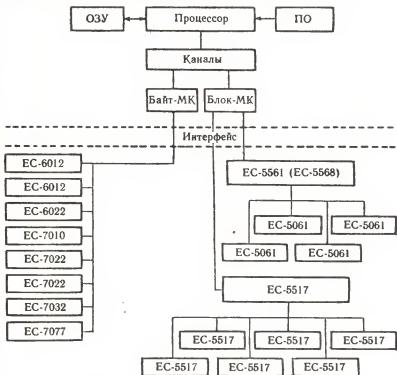 ОЗУ
Процессор
ПО
Каналы
Байт-МК
Блок-МК
Интерфейс
ЕС-6012
ЕС-6012
ЕС-6022
ЕС-7010
ЕС-7022
ЕС-7022
ЕС-7032
ЕС-7077
ЕС-5561 (ЕС-5568)
ЕС-5061
ЕС-5061
ЕС-5061
ЕС-5061
ЕС-5517
ЕС-5517
ЕС-5517
ЕС-5517
ЕС-5517
ЕС-5517
ЕС-5517